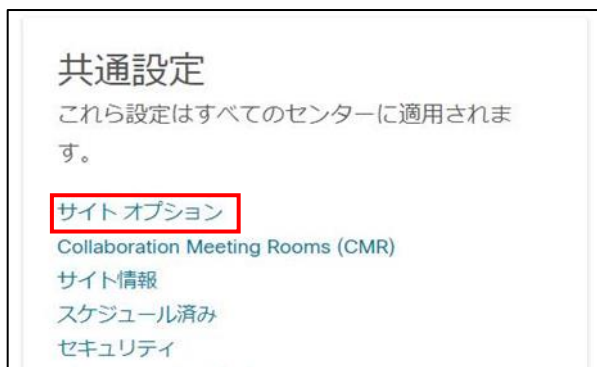 共通設定
これら設定はすべてのセンターに適用されま
す。
サイト オプション
Collaboration Meeting Rooms (CMR)
サイト情報
スケジュール済み
セキュリティ